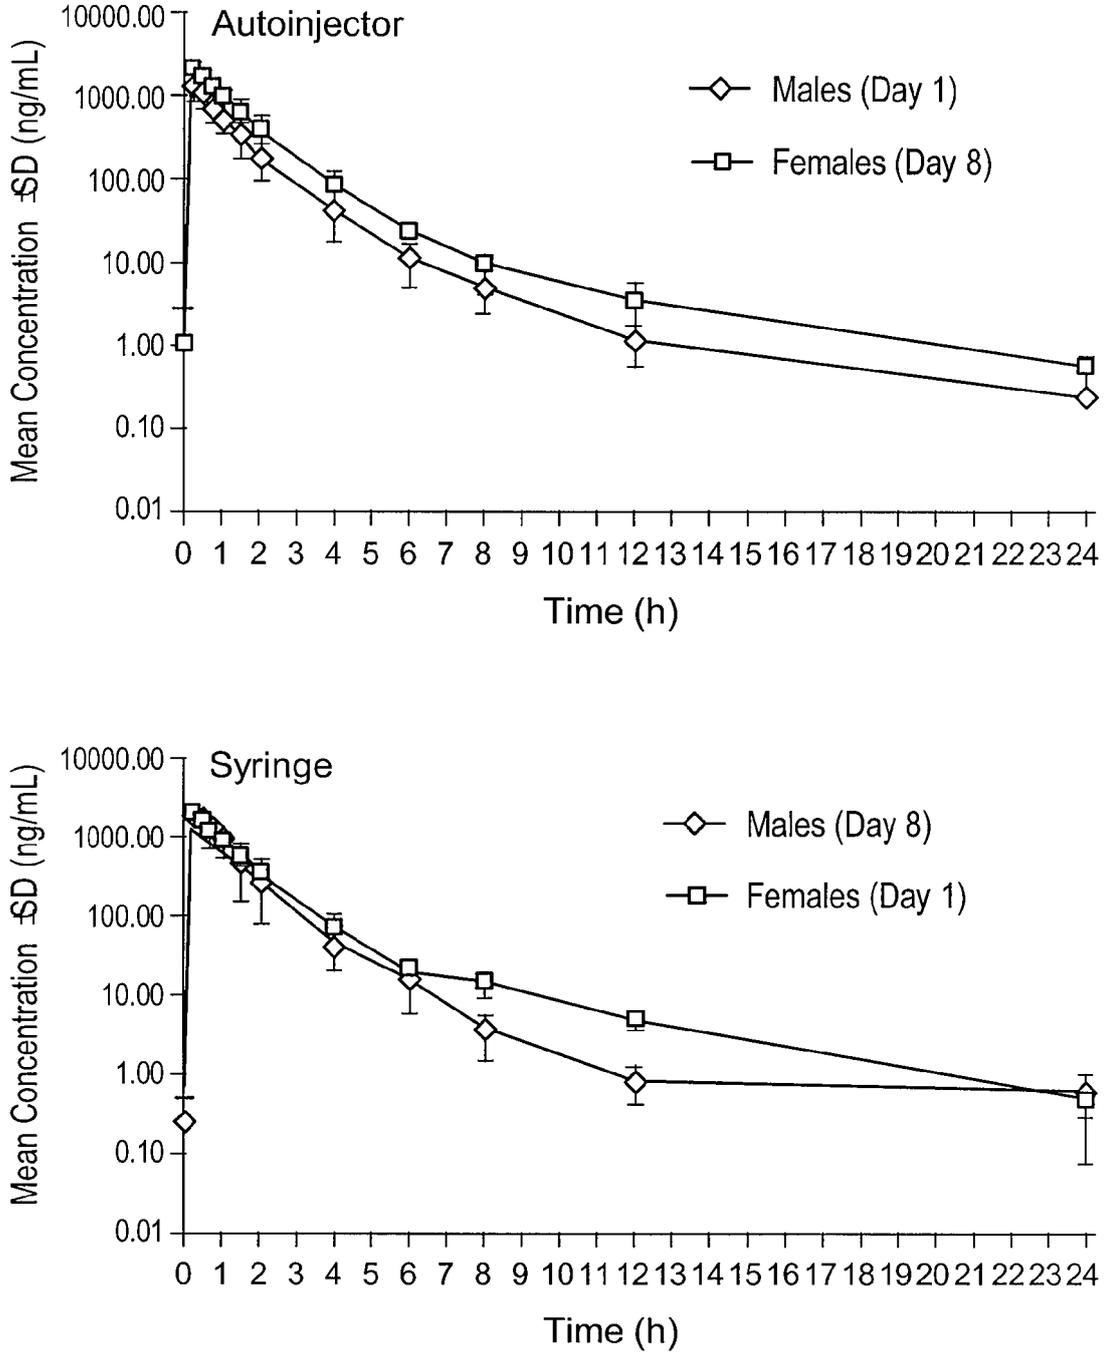 Autoinjector
10000.00
1000.00
100.00
10.00
1.00
0.10
0.01
Mean Concentration ±SD (ng/mL)
Males (Day 1)
Females (Day 8)
0 1 2 3 4 5 6 7 8 9 10 11 12 13 14 15 16 17 18 19 20 21 22 23 24
Time (h)
Syringe
10000.00
1000.00
100.00
10.00
1.00
0.10
0.01
Mean Concentration ±SD (ng/mL)
Males (Day 8)
Females (Day 1)
0 1 2 3 4 5 6 7 8 9 10 11 12 13 14 15 16 17 18 19 20 21 22 23 24
Time (h)